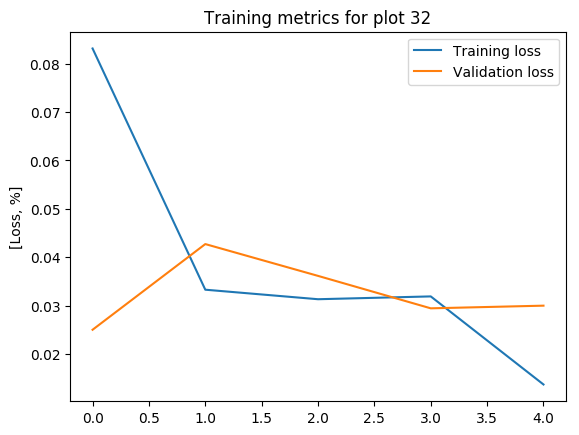 Training metrics for plot 32
Training loss
Validation loss
[Loss, %]
0.08
0.07
0.06
0.05
0.04
0.03
0.02
0.0 0.5 1.0 1.5 2.0 2.5 3.0 3.5 4.0